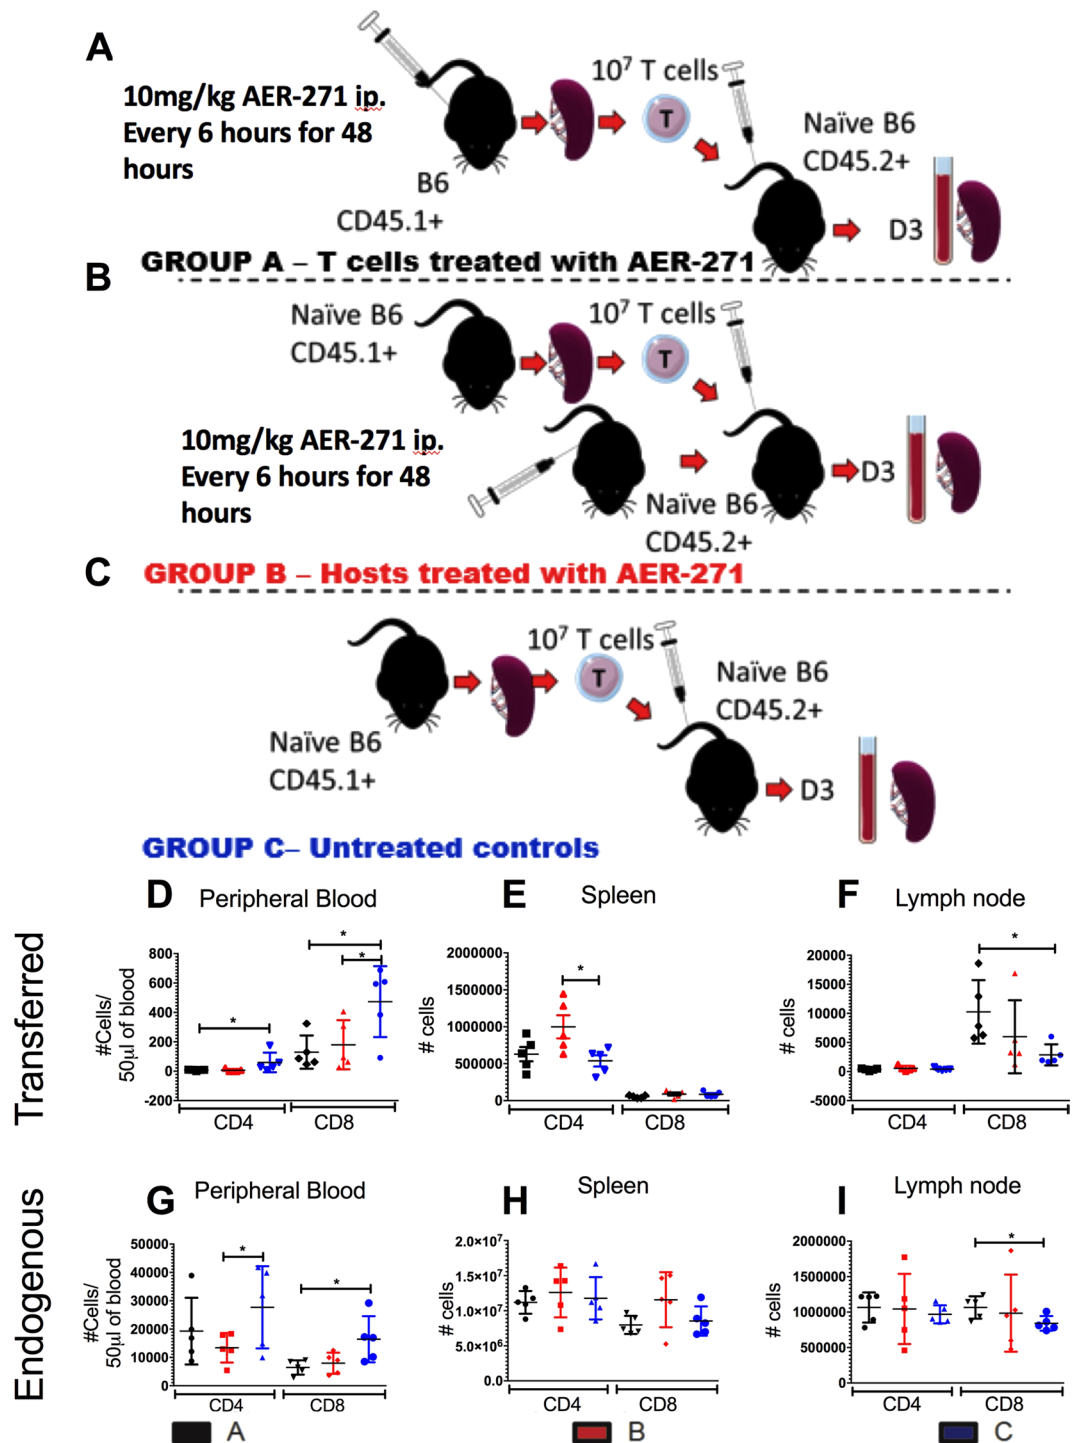 A
10mg/kg AER-271 ip.
Every 6 hours for 48
hours
10⁷ T cells
T
B6
CD45.1+
Naïve B6
CD45.2+
D3
GROUP A – T cells treated with AER-271
B
Naïve B6
CD45.1+
10⁷ T cells
T
10mg/kg AER-271 ip.
Every 6 hours for 48
hours
Naïve B6
CD45.2+
D3
C
GROUP B – Hosts treated with AER-271
10⁷ T cells
T
Naïve B6
CD45.1+
Naïve B6
CD45.2+
D3
GROUP C– Untreated controls
Transferred
D
Peripheral Blood
#Cells/
50µl of blood
800
600
400
200
0
-200
*
*
*
CD4
CD8
E
Spleen
# cells
2000000
1500000
1000000
500000
0
*
CD4
CD8
F
Lymph node
# cells
20000
15000
10000
5000
0
-5000
*
CD4
CD8
Endogenous
G
Peripheral Blood
#Cells/
50µl of blood
50000
40000
30000
20000
10000
0
*
*
CD4
CD8
H
Spleen
# cells
2.0×10⁷
1.5×10⁷
1.0×10⁷
5.0×10⁶
0.0
CD4
CD8
I
Lymph node
# cells
2000000
1500000
1000000
500000
0
*
CD4
CD8
A
B
C